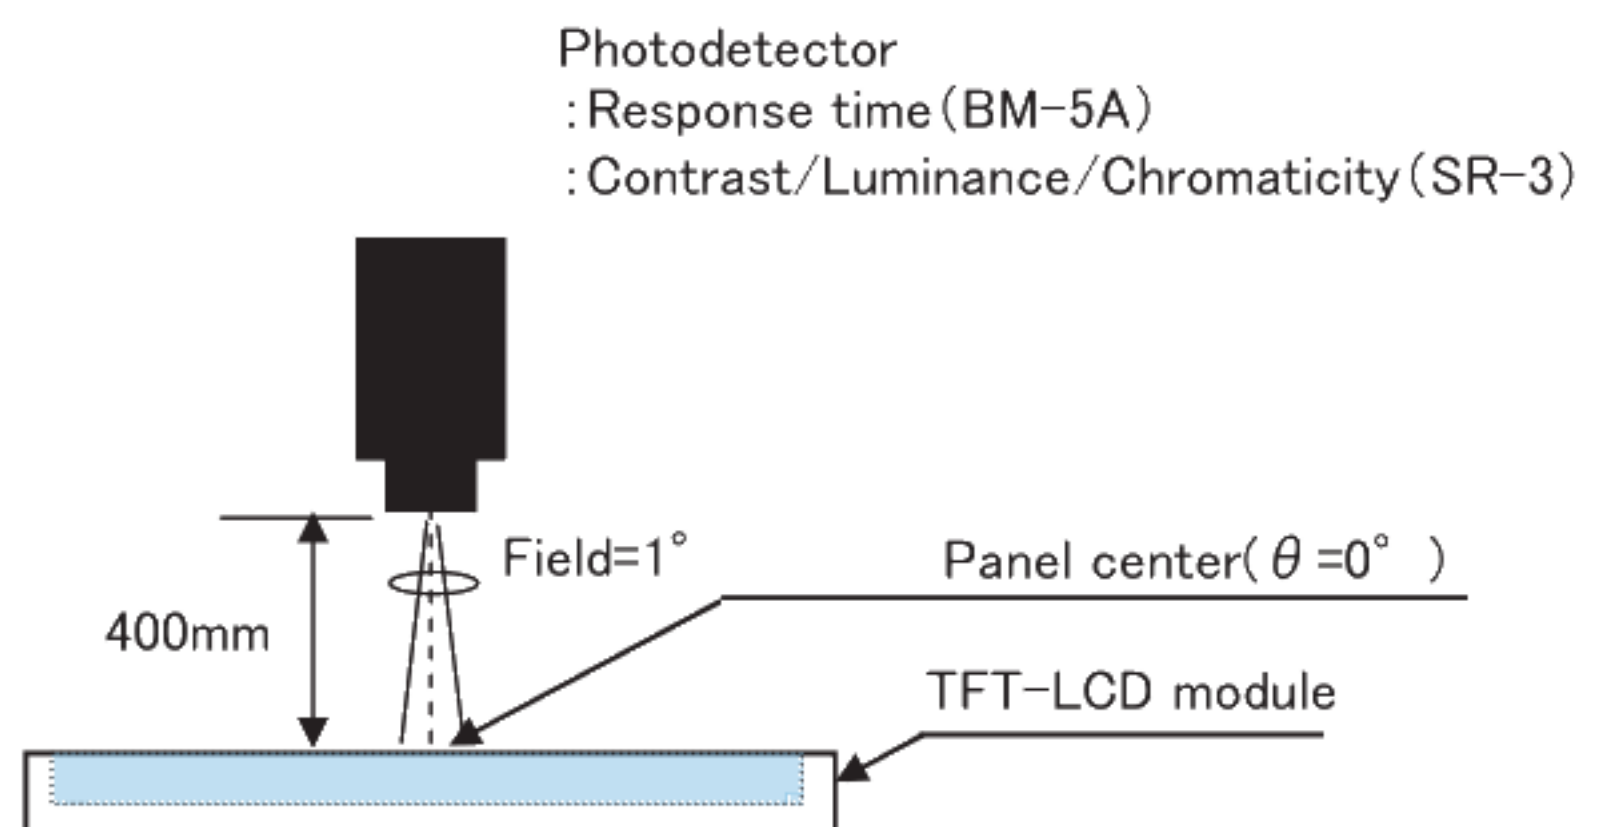 Photodetector
:Response time(BM-5A)
:Contrast/Luminance/Chromaticity(SR-3)
Field=1°
Panel center(θ=0° )
400mm
TFT-LCD module